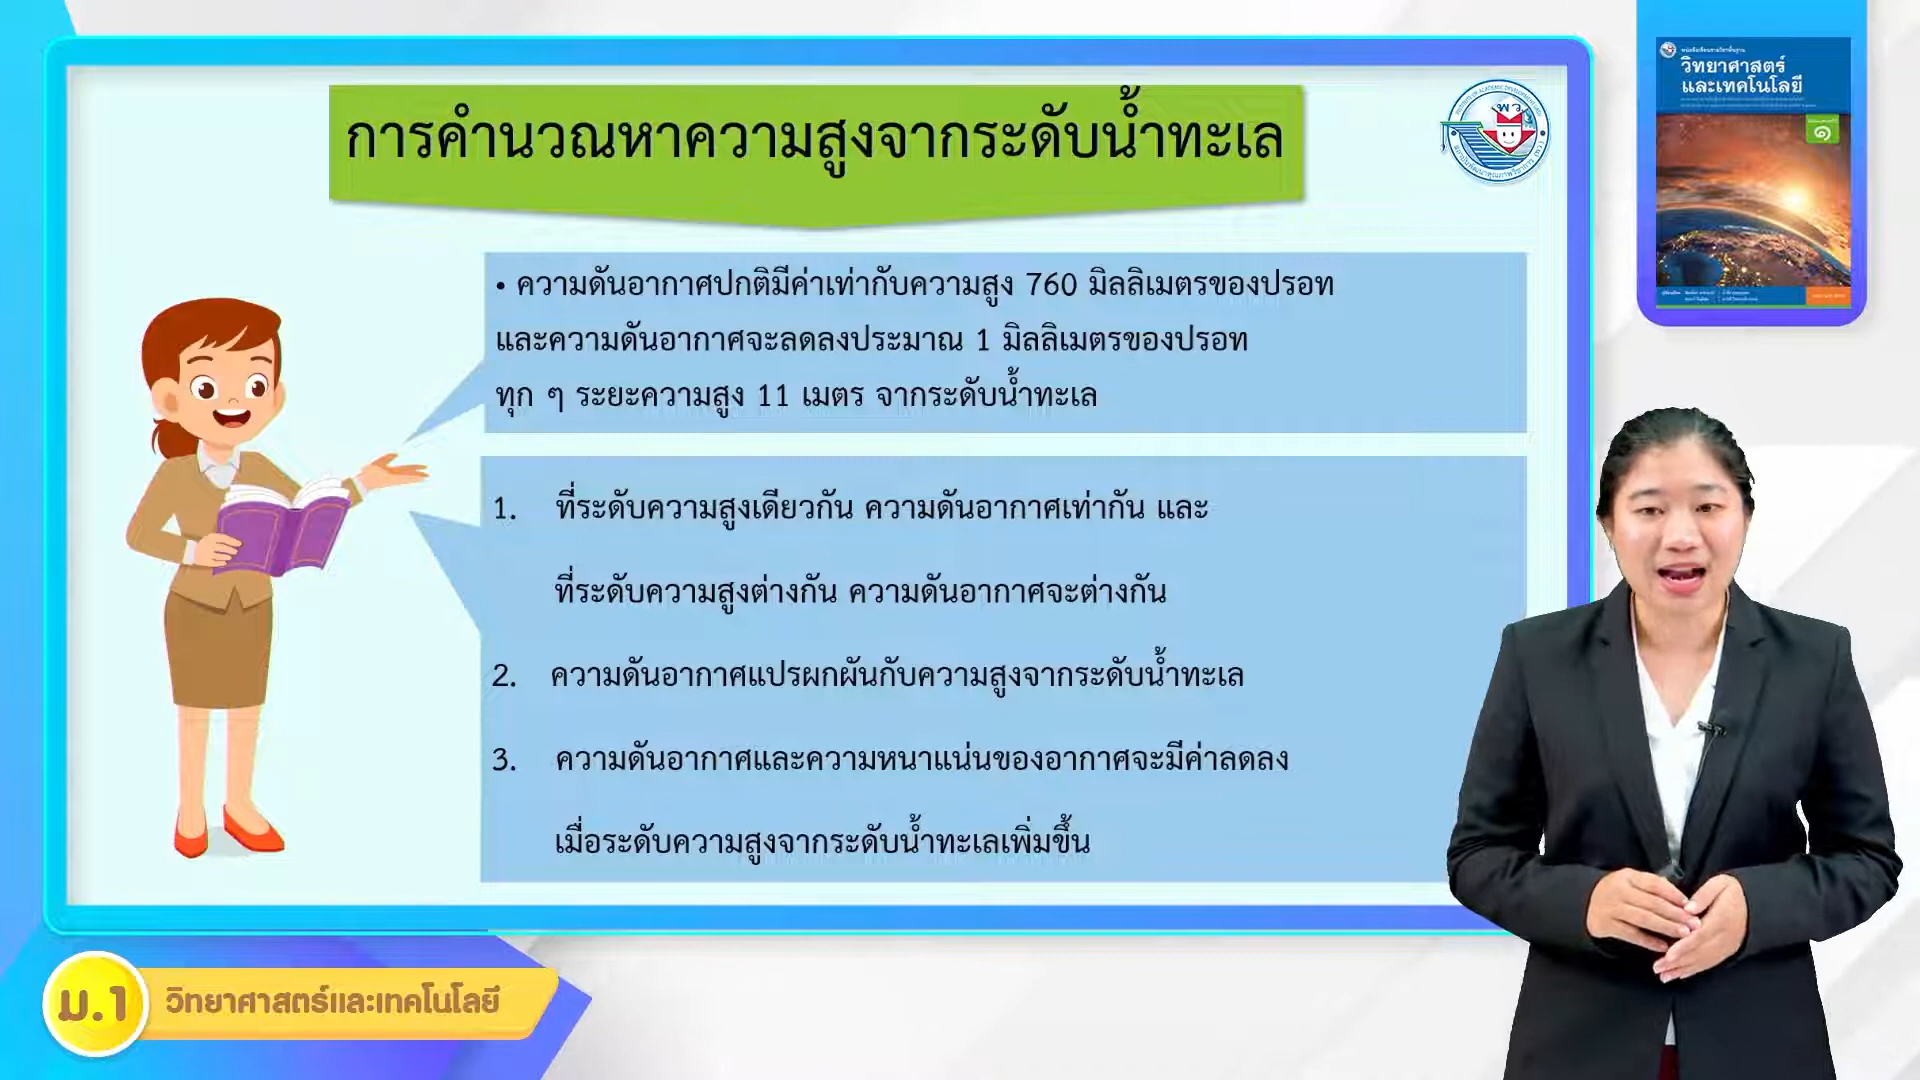 การคำนวณหาความสูงจากระดับน้ำทะเล
• ความดันอากาศปกติมีค่าเท่ากับความสูง 760 มิลลิเมตรของปรอท
และความดันอากาศจะลดลงประมาณ 1 มิลลิเมตรของปรอท
ทุก ๆ ระยะความสูง 11 เมตร จากระดับน้ำทะเล
1. ที่ระดับความสูงเดียวกัน ความดันอากาศเท่ากัน และ
ที่ระดับความสูงต่างกัน ความดันอากาศจะต่างกัน
2. ความดันอากาศแปรผกผันกับความสูงจากระดับน้ำทะเล
3. ความดันอากาศและความหนาแน่นของอากาศจะมีค่าลดลง
เมื่อระดับความสูงจากระดับน้ำทะเลเพิ่มขึ้น
พว
วิทยาศาสตร์
และเทคโนโลยี
๑
ม.1 วิทยาศาสตร์และเทคโนโลยี